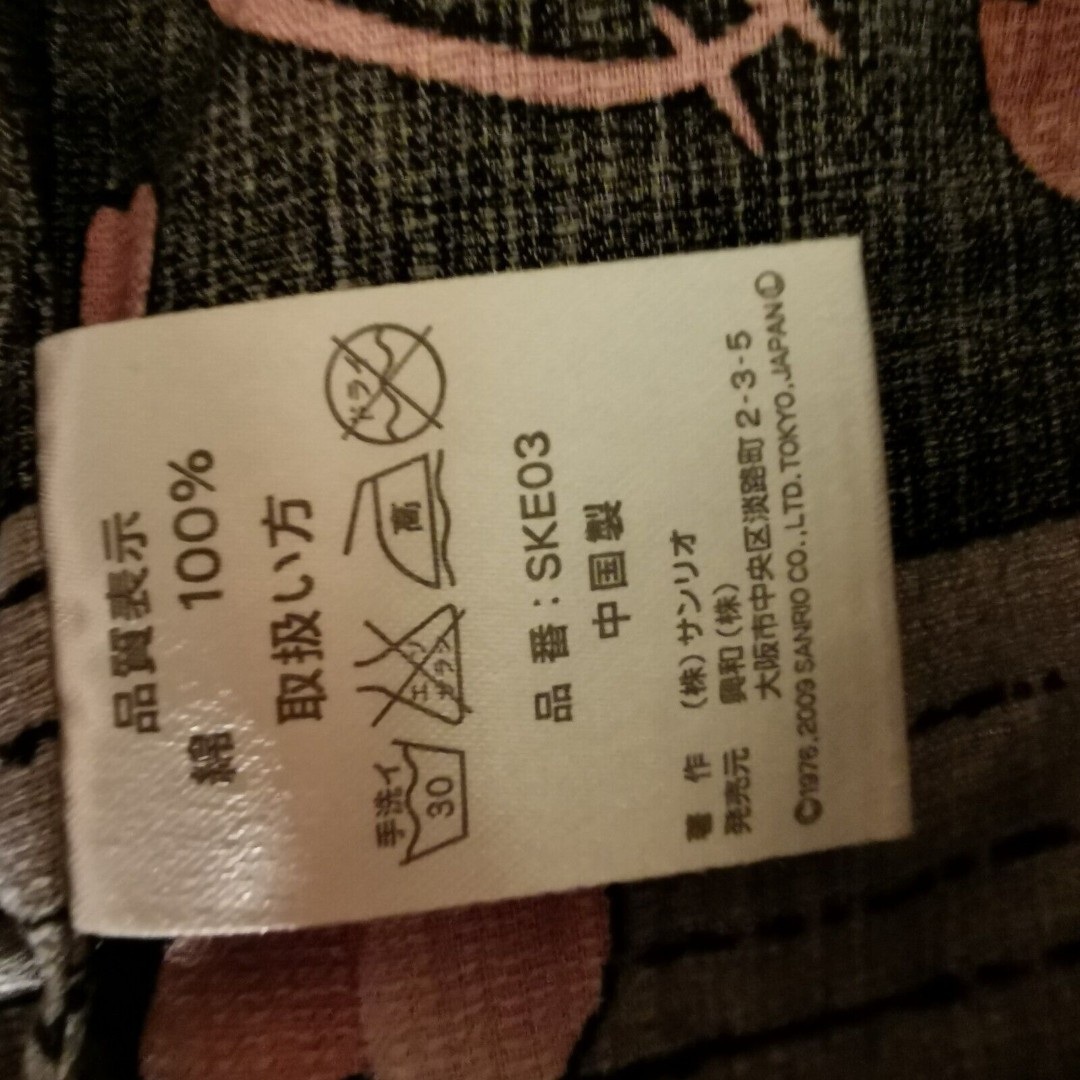 品質表示
綿 100%
取扱い方
手洗イ
30
エンソ
サラシ
高
ドライ
品 番：SKE03
中国製
著 作 (株)サンリオ
発売元 興和(株)
大阪市中央区淡路町2-3-5
©1976,2009 SANRIO CO.,LTD.TOKYO,JAPAN Ⓛ